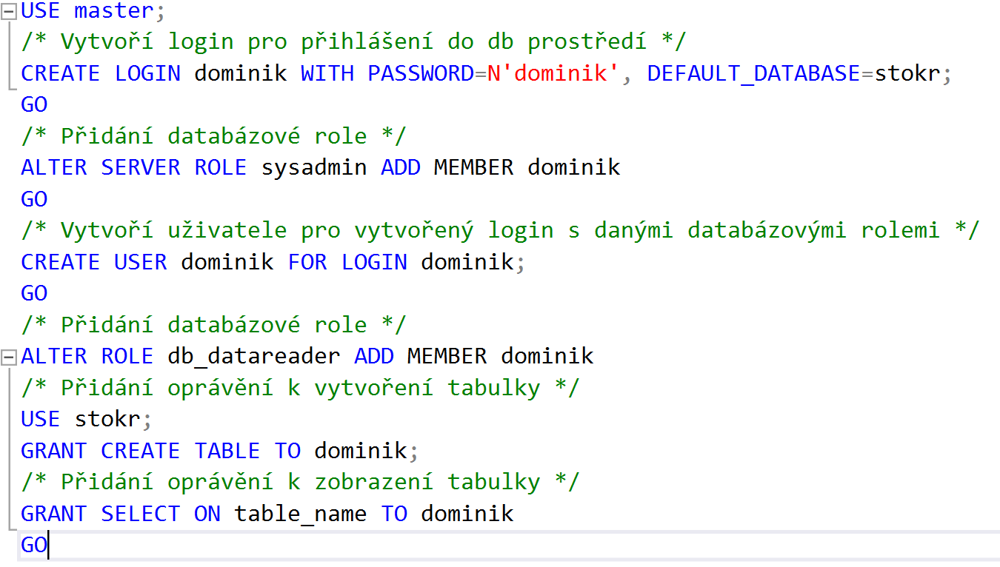 USE master;
/* Vytvoří login pro přihlášení do db prostředí */
CREATE LOGIN dominik WITH PASSWORD=N'dominik', DEFAULT_DATABASE=stokr;
GO
/* Přidání databázové role */
ALTER SERVER ROLE sysadmin ADD MEMBER dominik
GO
/* Vytvoří uživatele pro vytvořený login s danými databázovými rolemi */
CREATE USER dominik FOR LOGIN dominik;
GO
/* Přidání databázové role */
ALTER ROLE db_datareader ADD MEMBER dominik
/* Přidání oprávění k vytvoření tabulky */
USE stokr;
GRANT CREATE TABLE TO dominik;
/* Přidání oprávění k zobrazení tabulky */
GRANT SELECT ON table_name TO dominik
GO